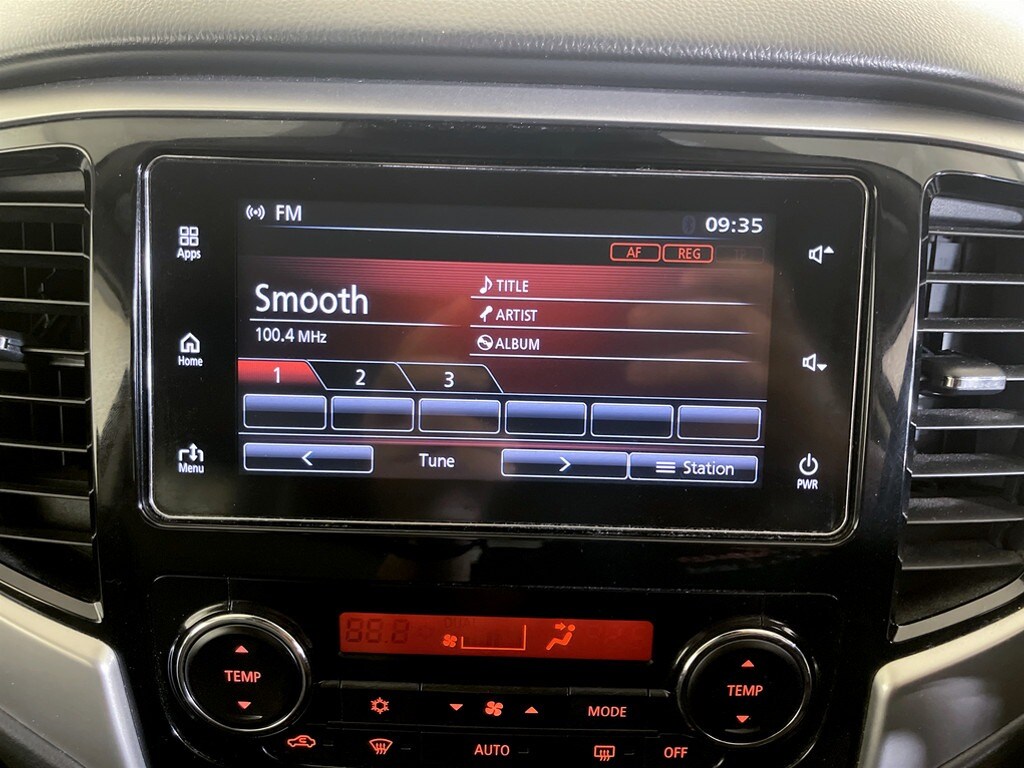 FM
09:35
AF REG
Apps
Smooth
100.4 MHz
TITLE
ARTIST
ALBUM
Home
1 2 3
< Tune > Station
Menu
PWR
TEMP
TEMP
MODE
AUTO
OFF